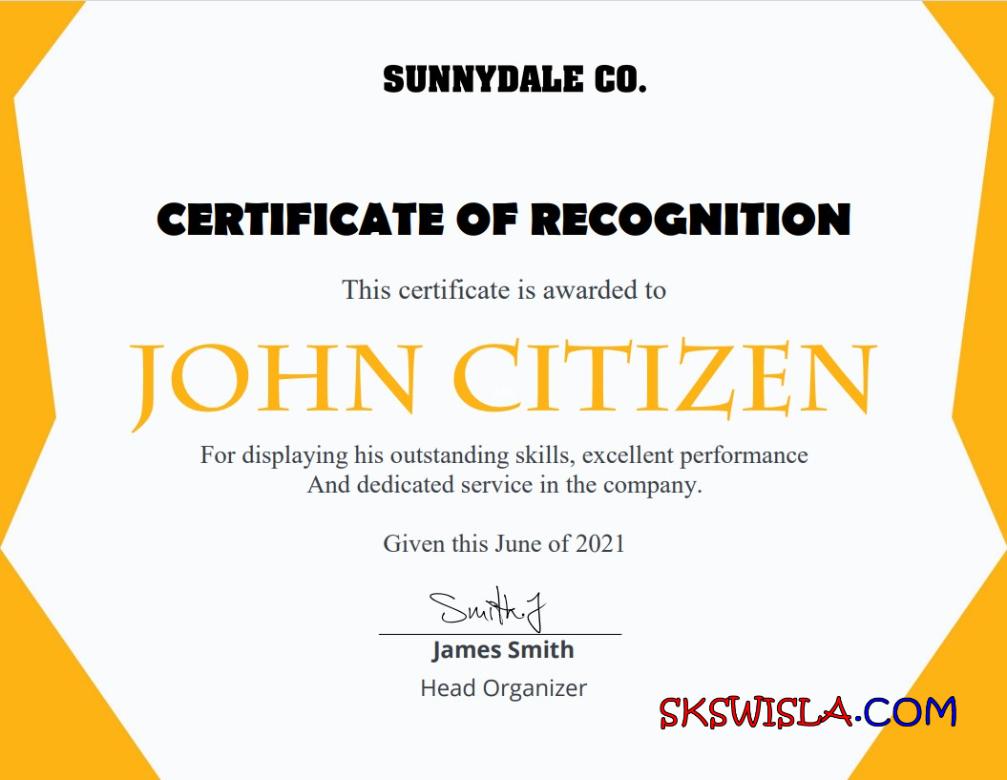 SUNNYDALE CO.
CERTIFICATE OF RECOGNITION
This certificate is awarded to
JOHN CITIZEN
For displaying his outstanding skills, excellent performance
And dedicated service in the company.
Given this June of 2021
Smith.J
James Smith
Head Organizer
SKSWISLA.COM